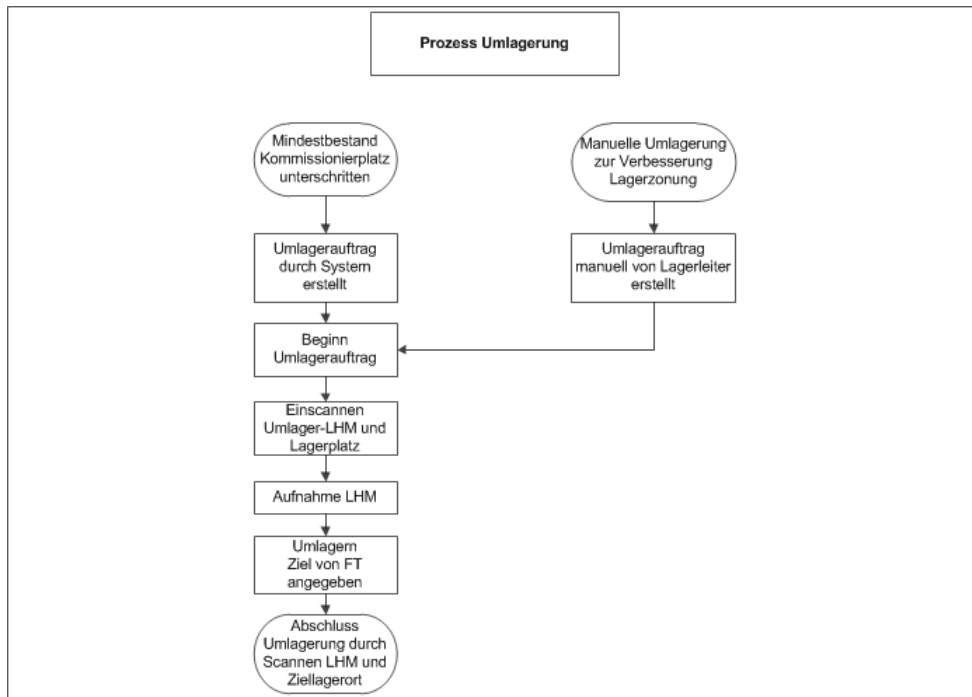 Prozess Umlagerung
Mindestbestand
Kommissionierplatz
unterschritten
Manuelle Umlagerung
zur Verbesserung
Lagerzonung
Umlagerauftrag
durch System
erstellt
Umlagerauftrag
manuell von Lagerleiter
erstellt
Beginn
Umlagerauftrag
Einscannen
Umlager-LHM und
Lagerplatz
Aufnahme LHM
Umlagern
Ziel von FT
angegeben
Abschluss
Umlagerung durch
Scannen LHM und
Ziellagerort